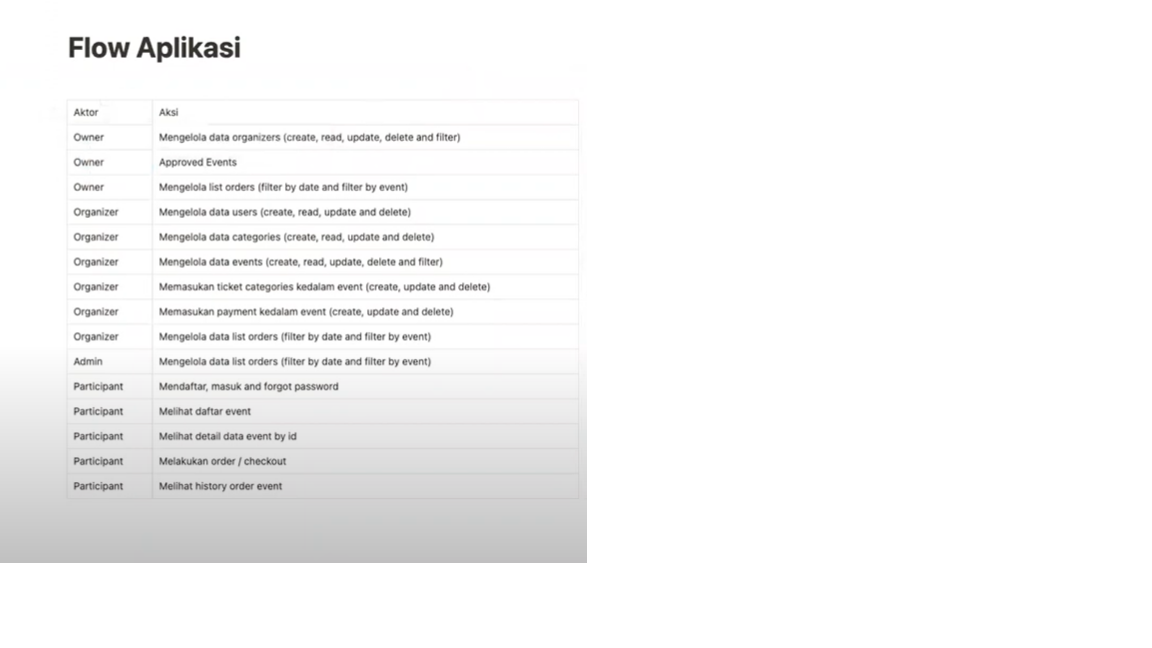 Flow Aplikasi
Aktor Aksi
Owner Mengelola data organizers (create, read, update, delete and filter)
Owner Approved Events
Owner Mengelola list orders (filter by date and filter by event)
Organizer Mengelola data users (create, read, update and delete)
Organizer Mengelola data categories (create, read, update and delete)
Organizer Mengelola data events (create, read, update, delete and filter)
Organizer Memasukan ticket categories kedalam event (create, update and delete)
Organizer Memasukan payment kedalam event (create, update and delete)
Organizer Mengelola data list orders (filter by date and filter by event)
Admin Mengelola data list orders (filter by date and filter by event)
Participant Mendaftar, masuk and forgot password
Participant Melihat daftar event
Participant Melihat detail data event by id
Participant Melakukan order / checkout
Participant Melihat history order event